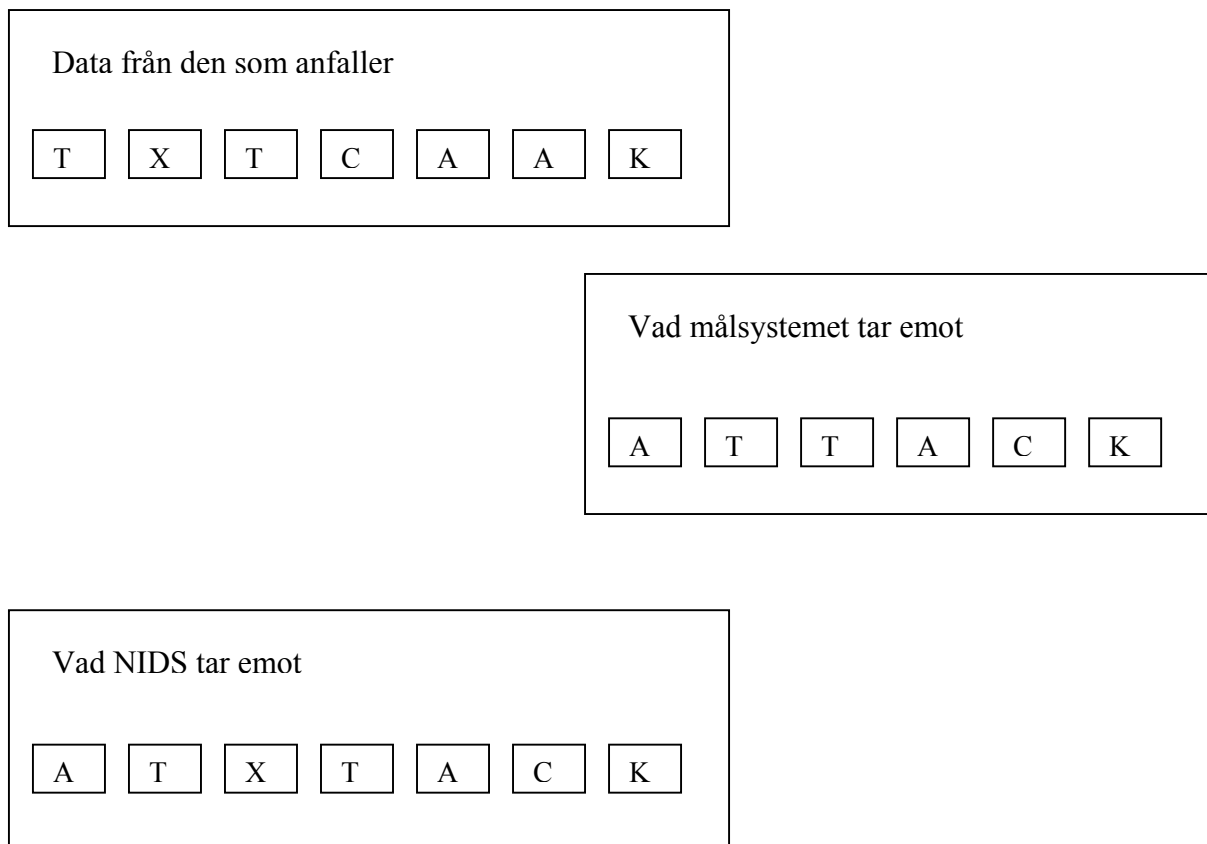 Data från den som anfaller
T X T C A A K
Vad målsystemet tar emot
A T T A C K
Vad NIDS tar emot
A T X T A C K